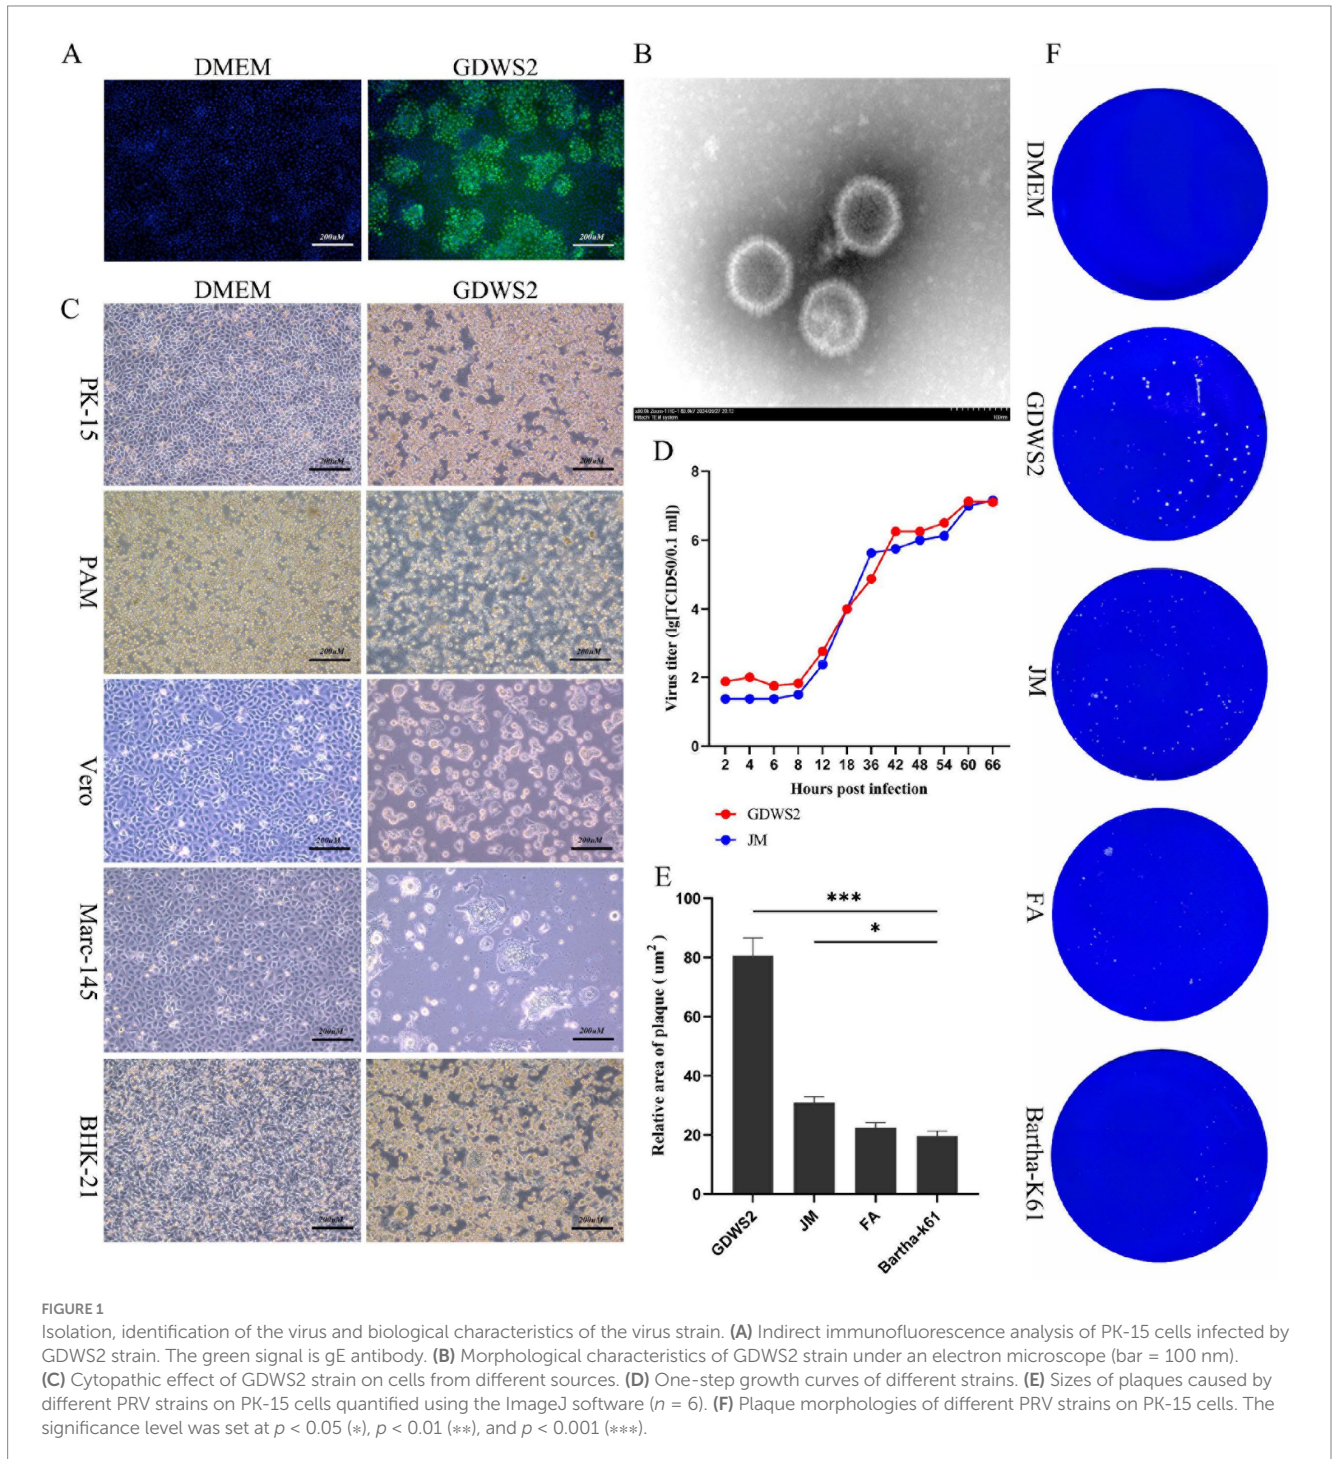 A
DMEM
GDWS2
200uM
200uM
B
100nm
C
DMEM
GDWS2
PK-15
200uM
200uM
PAM
200uM
200uM
Vero
200uM
200uM
Marc-145
200uM
200uM
BHK-21
200uM
200uM
D
Virus titer (lg[TCID50/0.1 ml])
8
6
4
2
0
2 4 6 8 12 18 36 42 48 54 60 66
Hours post infection
GDWS2
JM
E
Relative area of plaque ( um²)
100
80
60
40
20
0
***
*
GDWS2
JM
FA
Bartha-k61
F
DMEM
GDWS2
JM
FA
Bartha-K61
FIGURE 1
Isolation, identification of the virus and biological characteristics of the virus strain. (A) Indirect immunofluorescence analysis of PK-15 cells infected by
GDWS2 strain. The green signal is gE antibody. (B) Morphological characteristics of GDWS2 strain under an electron microscope (bar = 100 nm).
(C) Cytopathic effect of GDWS2 strain on cells from different sources. (D) One-step growth curves of different strains. (E) Sizes of plaques caused by
different PRV strains on PK-15 cells quantified using the ImageJ software (n = 6). (F) Plaque morphologies of different PRV strains on PK-15 cells. The
significance level was set at p < 0.05 (*), p < 0.01 (**), and p < 0.001 (***).